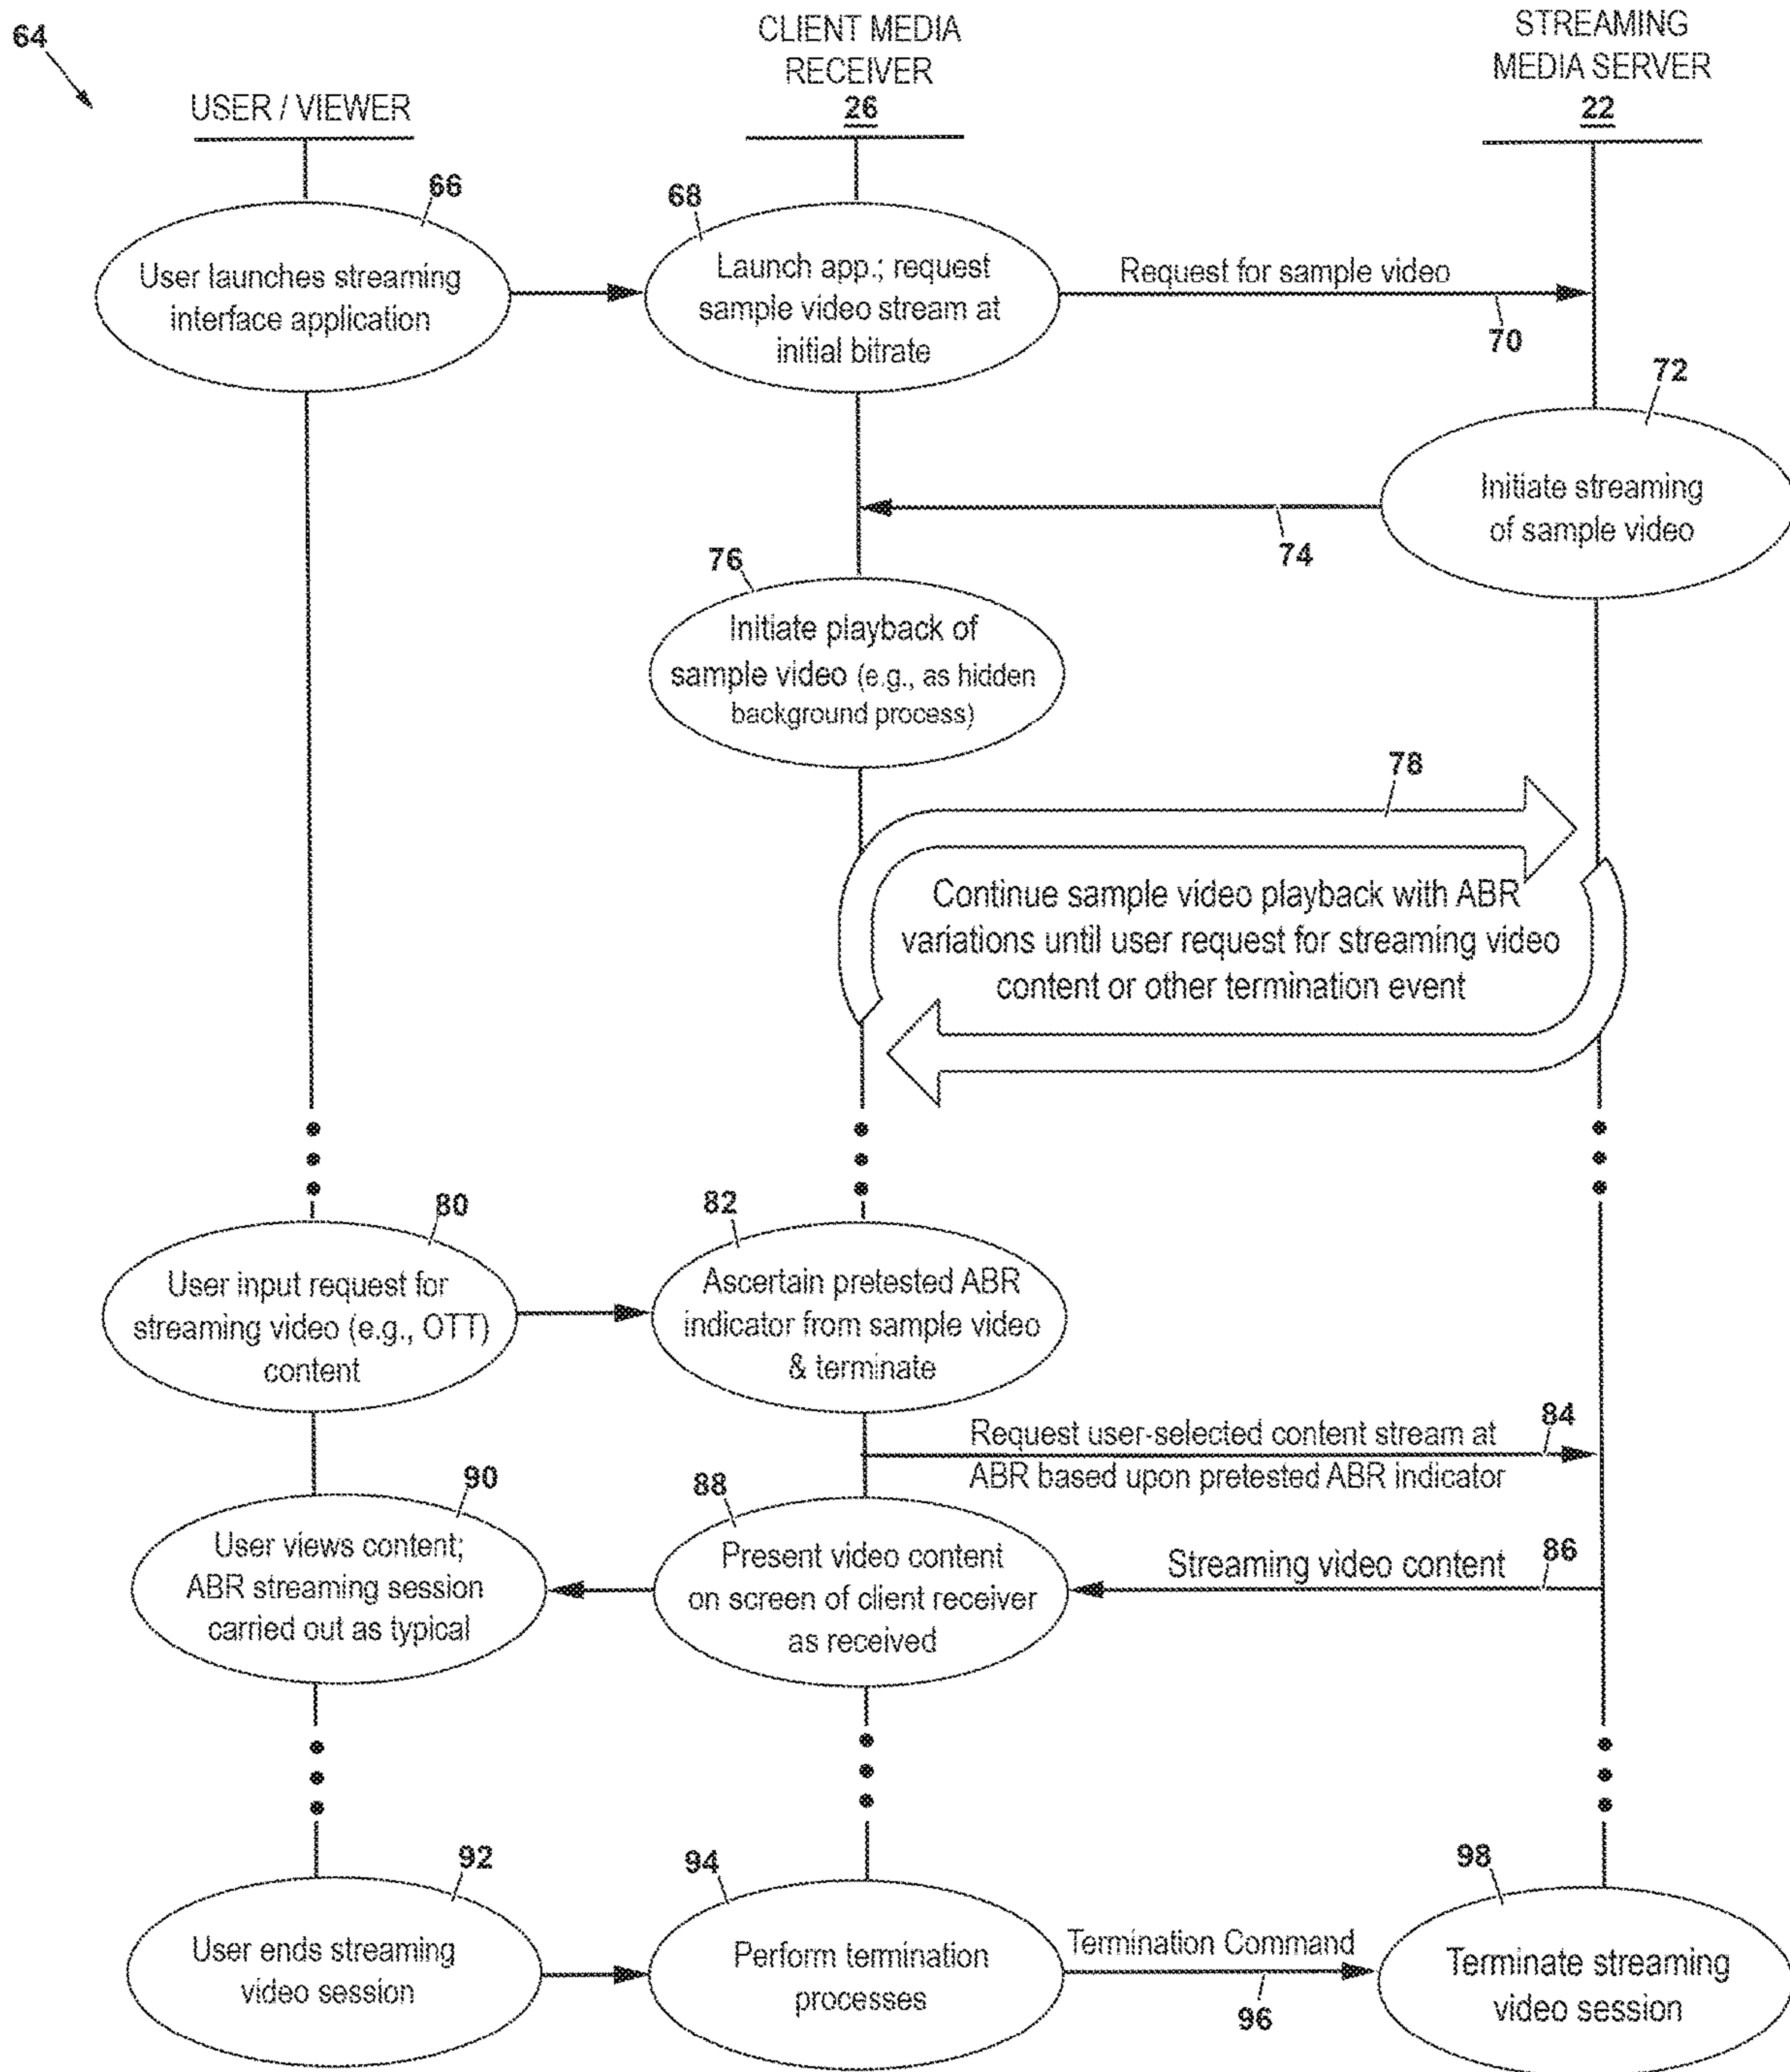 64
USER / VIEWER
CLIENT MEDIA
RECEIVER
26
STREAMING
MEDIA SERVER
22
66
User launches streaming
interface application
68
Launch app.; request
sample video stream at
initial bitrate
Request for sample video
70
72
Initiate streaming
of sample video
74
76
Initiate playback of
sample video (e.g., as hidden
background process)
78
Continue sample video playback with ABR
variations until user request for streaming video
content or other termination event
80
User input request for
streaming video (e.g., OTT)
content
82
Ascertain pretested ABR
indicator from sample video
& terminate
84
Request user-selected content stream at
ABR based upon pretested ABR indicator
86
Streaming video content
88
Present video content
on screen of client receiver
as received
90
User views content;
ABR streaming session
carried out as typical
92
User ends streaming
video session
94
Perform termination
processes
Termination Command
96
98
Terminate streaming
video session